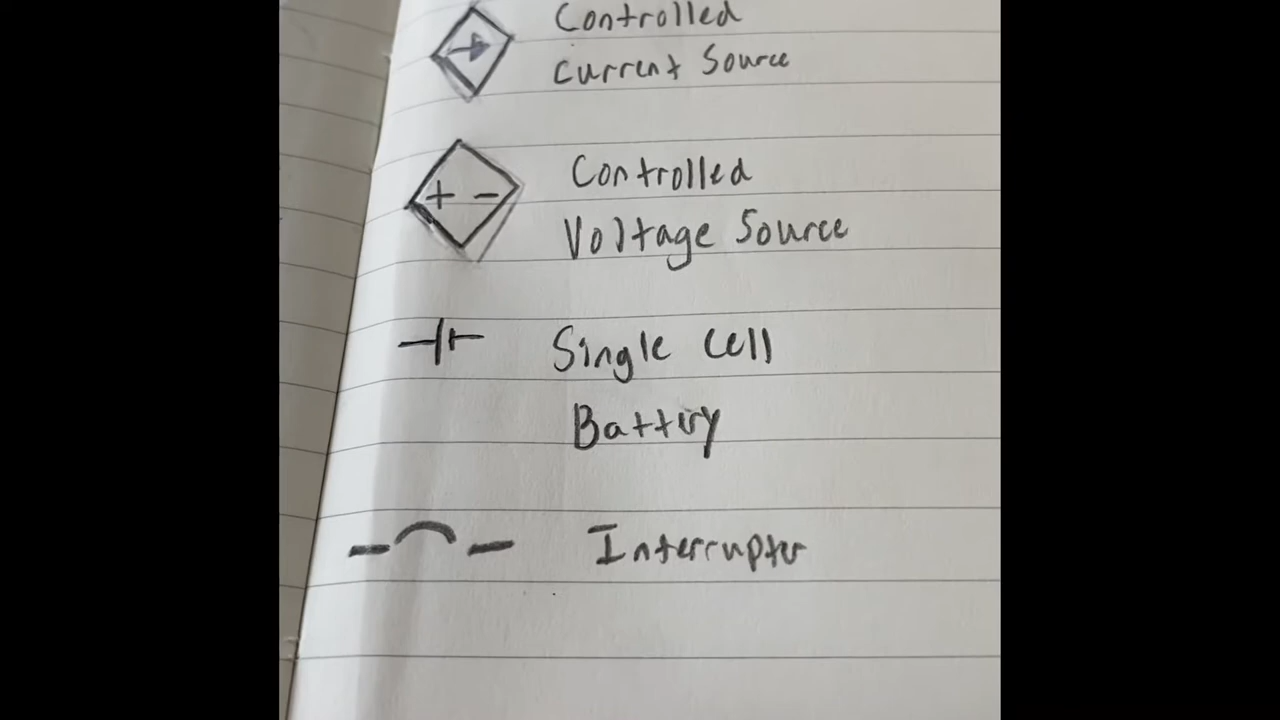 Controlled
Current Source
+ -
Controlled
Voltage Source
Single Cell
Battery
Interrupter